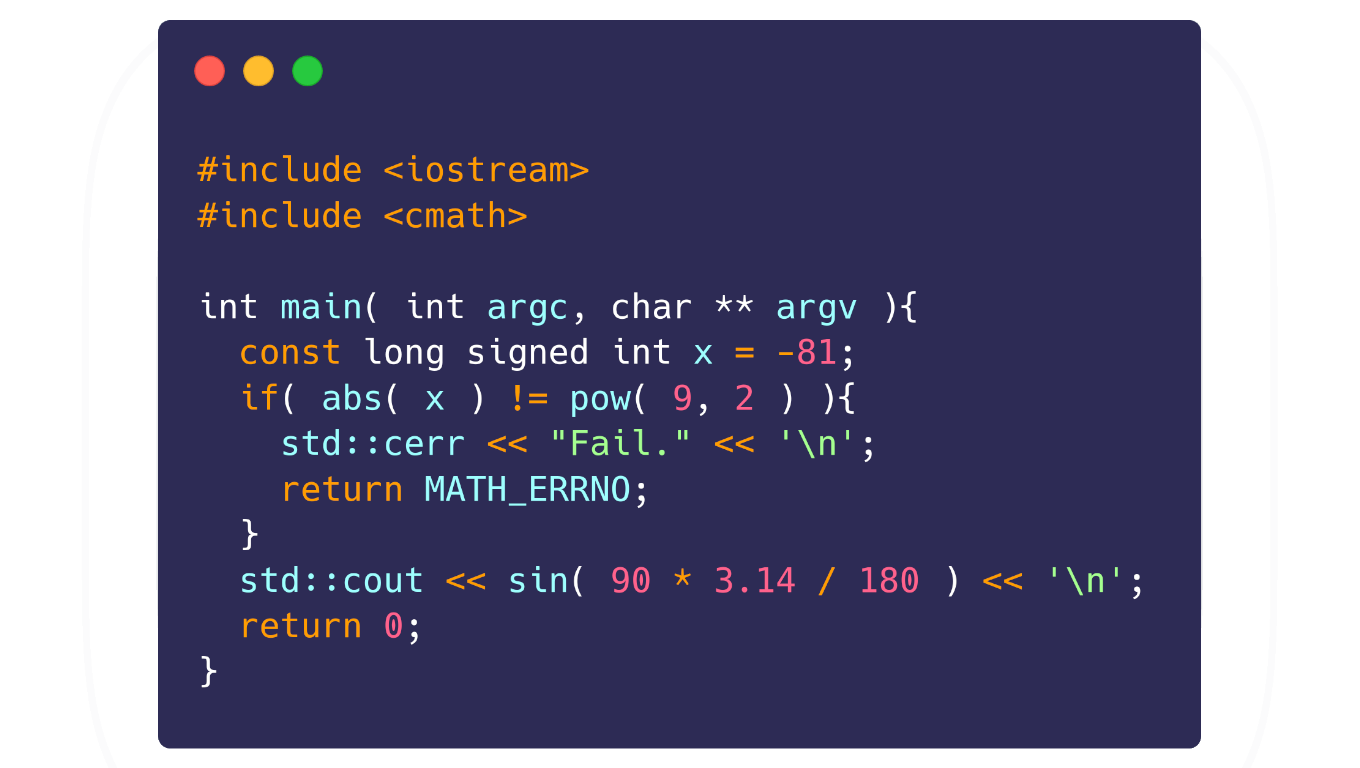 #include <iostream>
#include <cmath>

int main( int argc, char ** argv ){
  const long signed int x = -81;
  if( abs( x ) != pow( 9, 2 ) ){
    std::cerr << "Fail." << '\n';
    return MATH_ERRNO;
  }
  std::cout << sin( 90 * 3.14 / 180 ) << '\n';
  return 0;
}